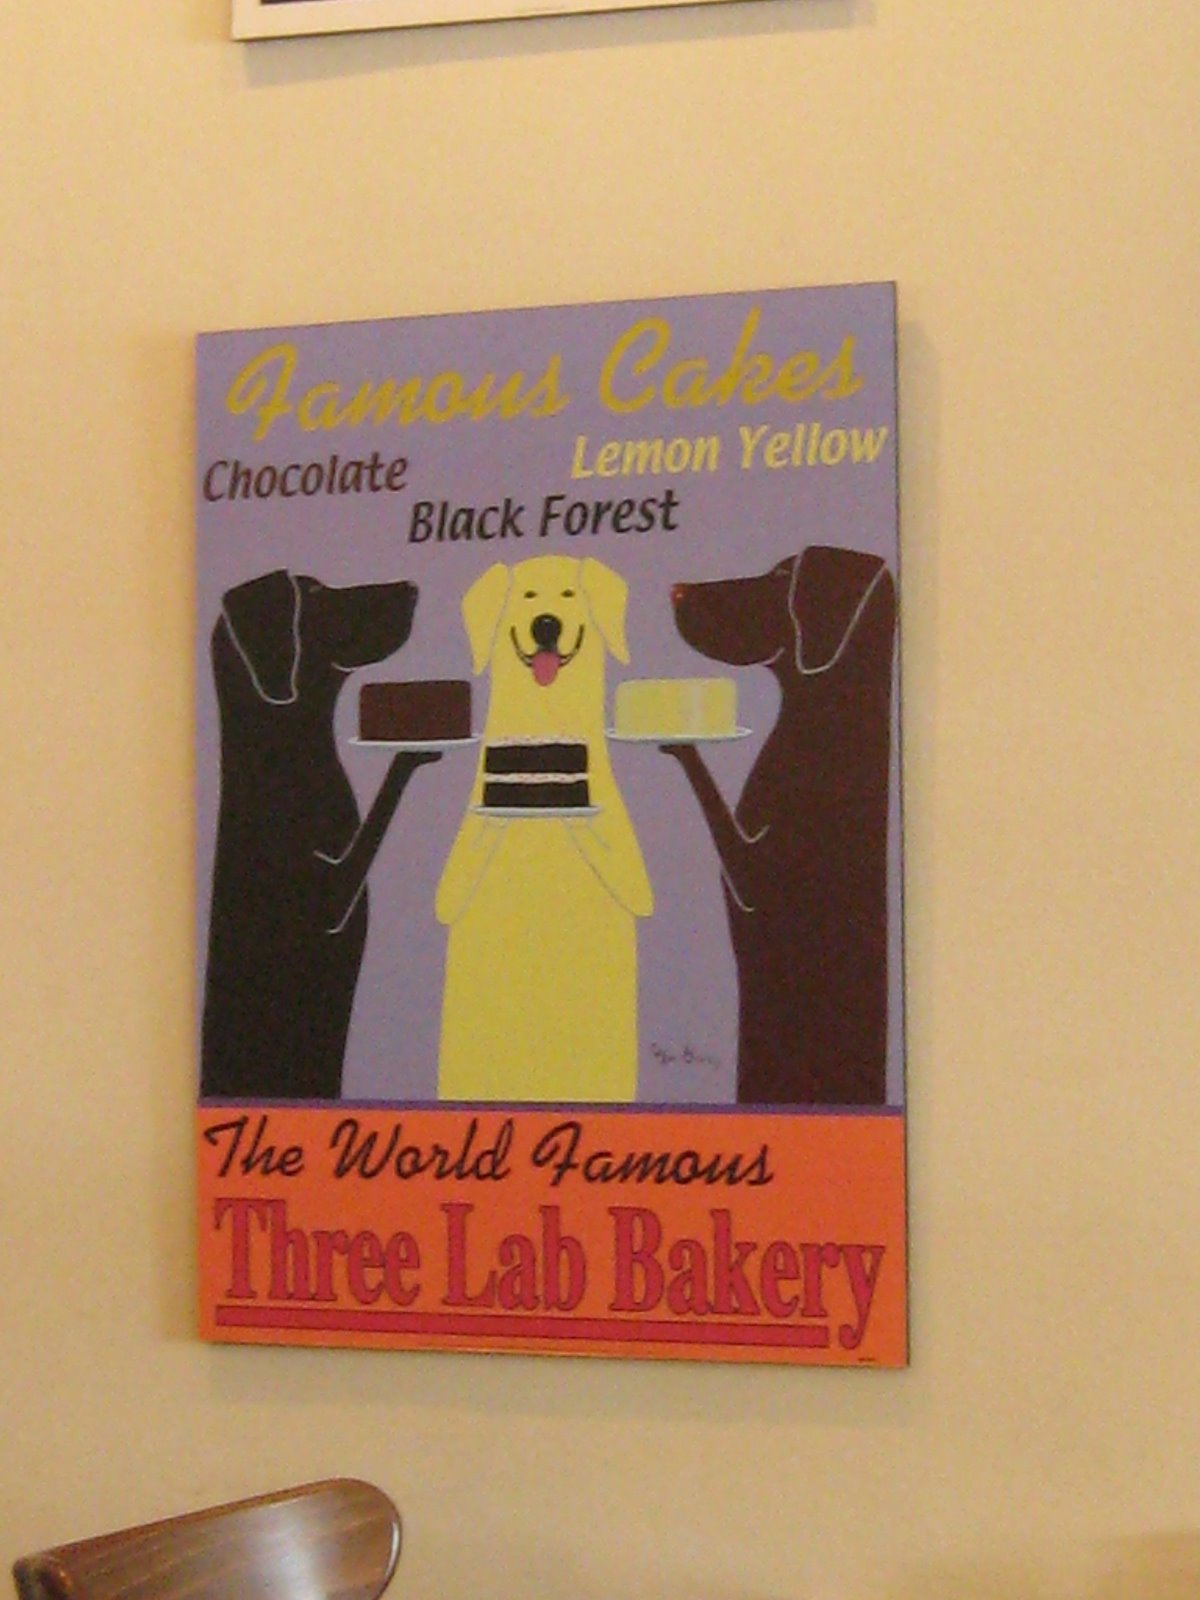 Famous Cakes
Chocolate
Lemon Yellow
Black Forest
The World Famous
Three Lab Bakery